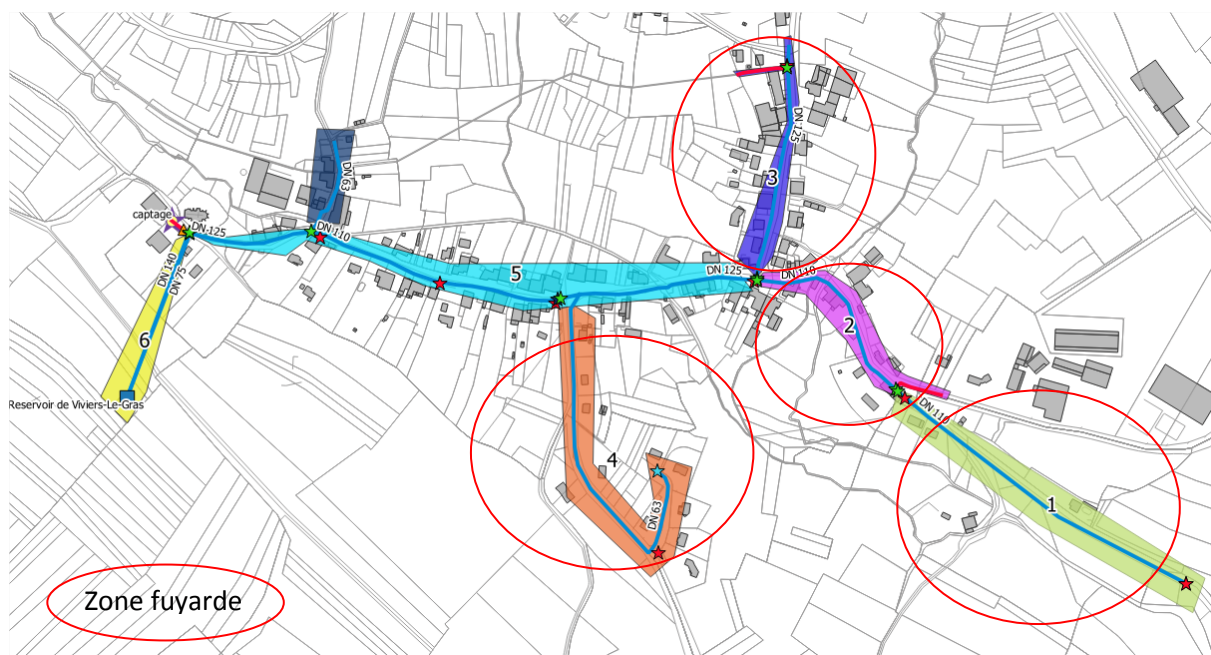 DN 125
3
DN 63
captage
DN 125
DN 110
5
DN 125
DN 110
DN 140
DN 75
6
2
Reservoir de Viviers-Le-Gras
DN 110
4
DN 63
1
Zone fuyarde